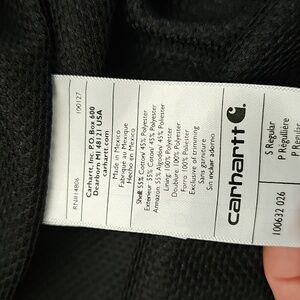 carhartt
S Regular
P Régulière
P Regular
100632 026
Made in Mexico
Fabriqué au Mexique
Hecho en Mexico
Shell: 55% Cotton 45% Polyester
Exterieur: 55% Coton 45% Polyester
Armazón: 55% Algodón 45% Poliéster
Lining: 100% Polyester
Doublure: 100% Polyester
Forro: 100% Poliéster
Exclusive of trimming
Sans garniture
Sin incluir adorno
Carhartt, Inc. P.O. Box 600
Dearborn MI 48121 USA
carhartt.com
RN#14806
100127